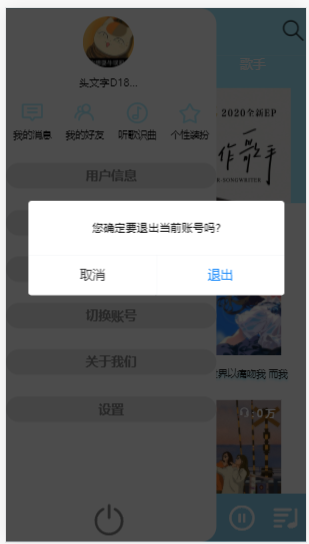 头文字D18...
歌手
我的消息 我的好友 听歌识曲 个性装扮
2020全新EP
作歌手
-SONGWRITER
用户信息
您确定要退出当前账号吗?
取消 退出
切换账号
关于我们
世界以痛吻我 而我
设置
:0万